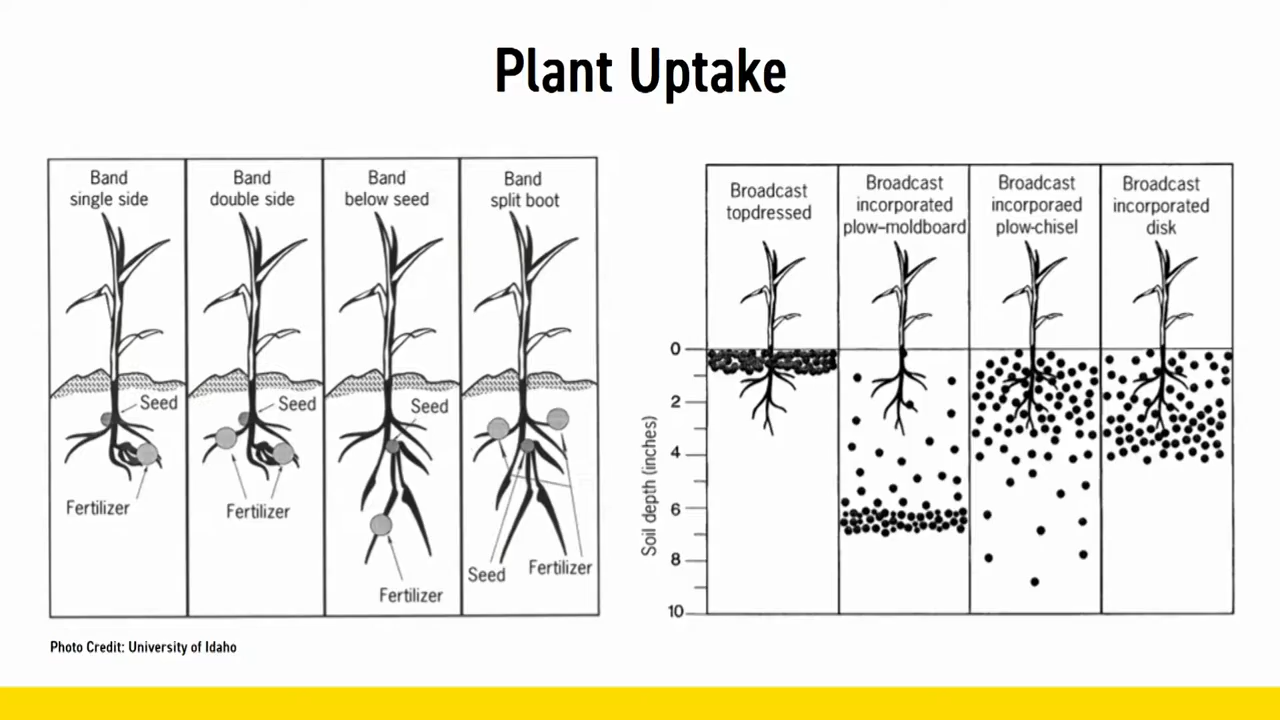 Plant Uptake
Band
single side
Band
double side
Band
below seed
Band
split boot
Seed
Fertilizer
Seed
Fertilizer
Seed
Fertilizer
Seed
Fertilizer
Broadcast
topdressed
Broadcast
incorporated
plow-moldboard
Broadcast
incorporaed
plow-chisel
Broadcast
incorporated
disk
Soil depth (inches)
0
2
4
6
8
10
Photo Credit: University of Idaho